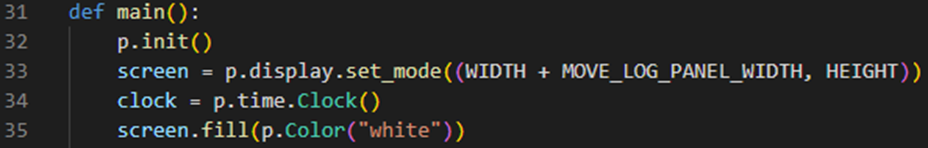 31 def main():
32 p.init()
33 screen = p.display.set_mode((WIDTH + MOVE_LOG_PANEL_WIDTH, HEIGHT))
34 clock = p.time.Clock()
35 screen.fill(p.Color("white"))